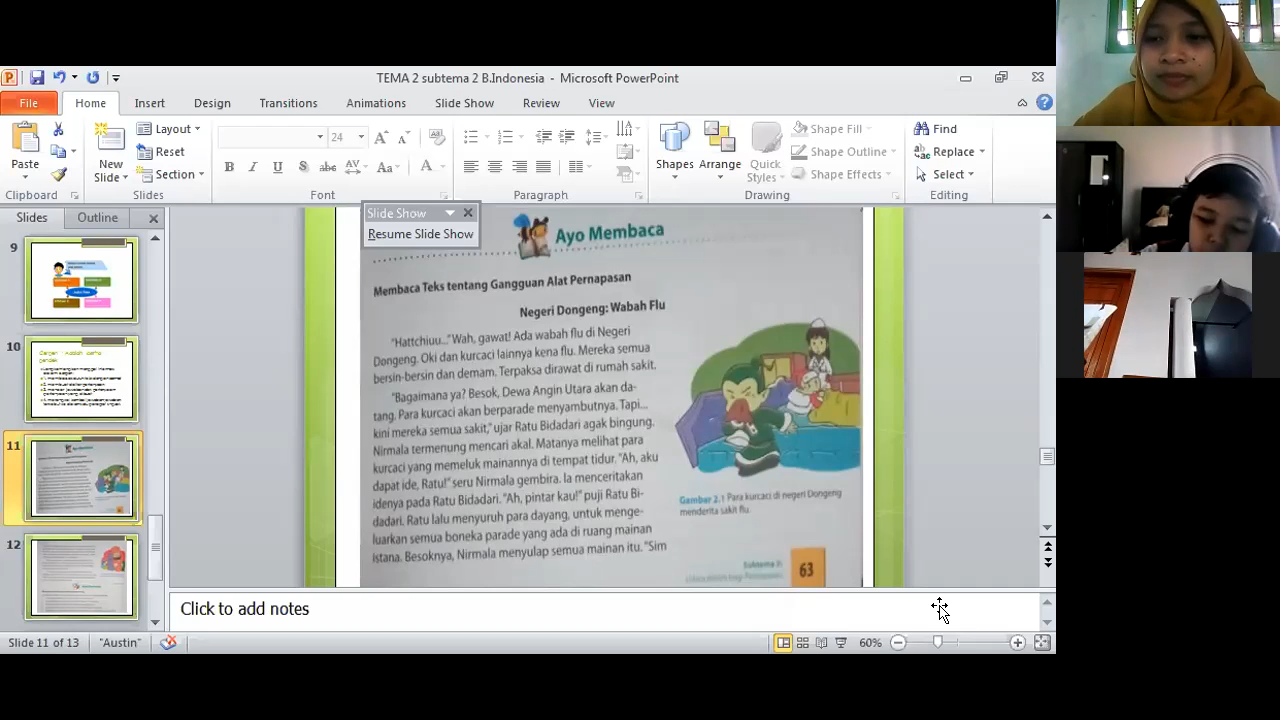 TEMA 2 subtema 2 B.Indonesia - Microsoft PowerPoint
File Home Insert Design Transitions Animations Slide Show Review View
Paste
Clipboard
New
Slide
Layout
Reset
Section
Slides
24
Font
Paragraph
Shapes
Arrange
Quick
Styles
Shape Fill
Shape Outline
Shape Effects
Drawing
Find
Replace
Select
Editing
Slides Outline
9
10
11
12
Slide Show
Resume Slide Show
Ayo Membaca
Membaca Teks tentang Gangguan Alat Pernapasan
Negeri Dongeng: Wabah Flu
"Hattchiuu..." Wah, gawat! Ada wabah flu di Negeri
Dongeng. Oki dan kurcaci lainnya kena flu. Mereka semua
bersin-bersin dan demam. Terpaksa dirawat di rumah sakit.
"Bagaimana ya? Besok, Dewa Angin Utara akan da-
tang. Para kurcaci akan berparade menyambutnya. Tapi...
kini mereka semua sakit," ujar Ratu Bidadari agak bingung.
Nirmala termenung mencari akal. Matanya melihat para
kurcaci yang memeluk mainannya di tempat tidur. "Ah, aku
dapat ide, Ratu!" seru Nirmala gembira. Ia menceritakan
idenya pada Ratu Bidadari. "Ah, pintar kau!" puji Ratu Bi-
dadari. Ratu lalu menyuruh para dayang, untuk menge-
luarkan semua boneka parade yang ada di ruang mainan
istana. Besoknya, Nirmala menyulap semua mainan itu. "Sim
Gambar 2.1 Para kurcaci di negeri Dongeng
menderita sakit flu.
Subtema 2:
63
Click to add notes
Slide 11 of 13 "Austin" 60%